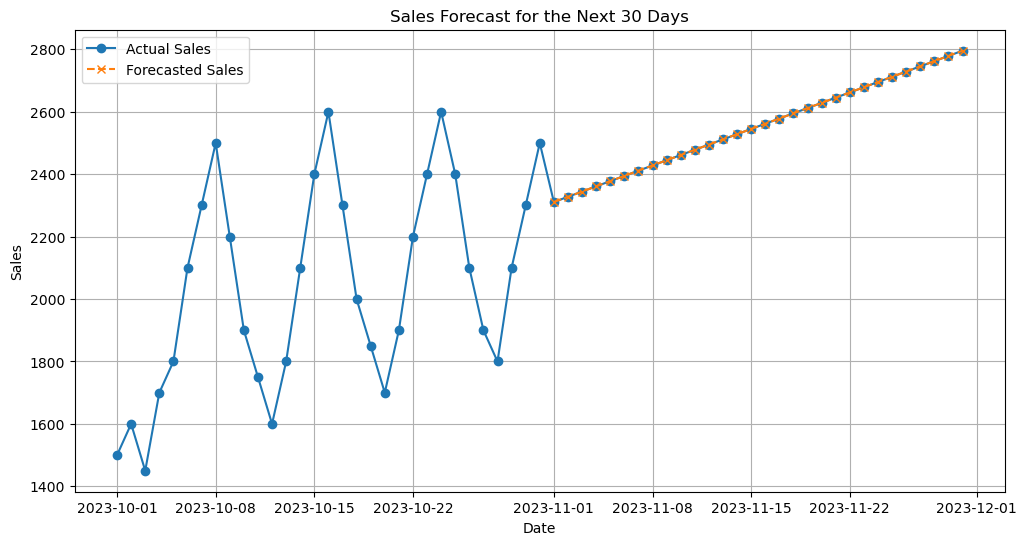 Sales Forecast for the Next 30 Days
Actual Sales
Forecasted Sales
Sales
2800
2600
2400
2200
2000
1800
1600
1400
2023-10-01 2023-10-08 2023-10-15 2023-10-22 2023-11-01 2023-11-08 2023-11-15 2023-11-22 2023-12-01
Date